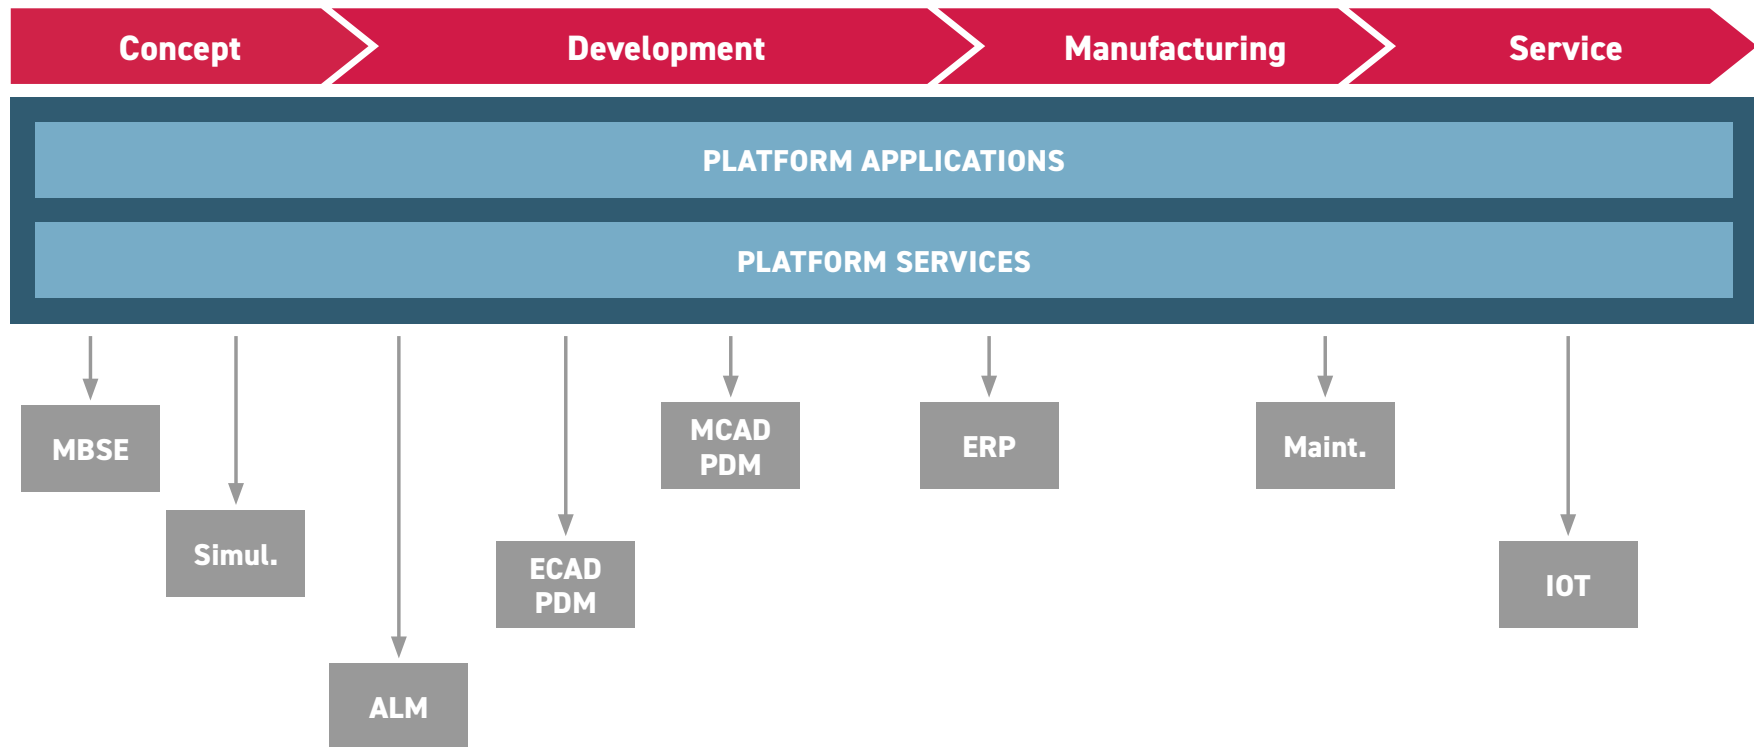 Concept
Development
Manufacturing
Service
PLATFORM APPLICATIONS
PLATFORM SERVICES
MBSE
Simul.
ALM
ECAD
PDM
MCAD
PDM
ERP
Maint.
IOT